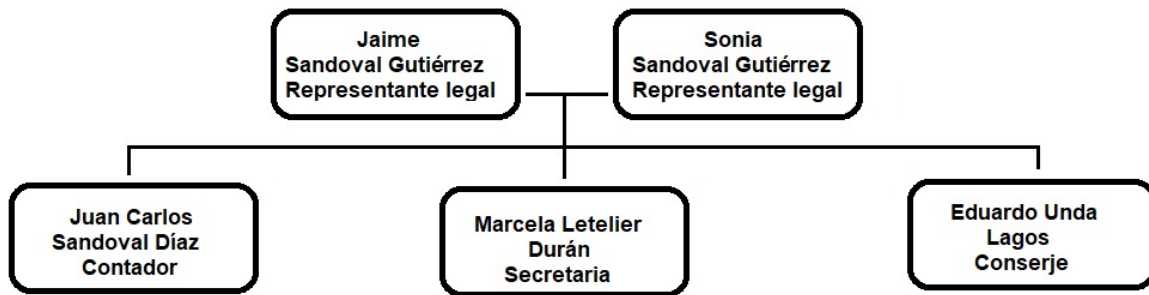 Jaime
Sandoval Gutiérrez
Representante legal
Sonia
Sandoval Gutiérrez
Representante legal
Juan Carlos
Sandoval Díaz
Contador
Marcela Letelier
Durán
Secretaria
Eduardo Unda
Lagos
Conserje